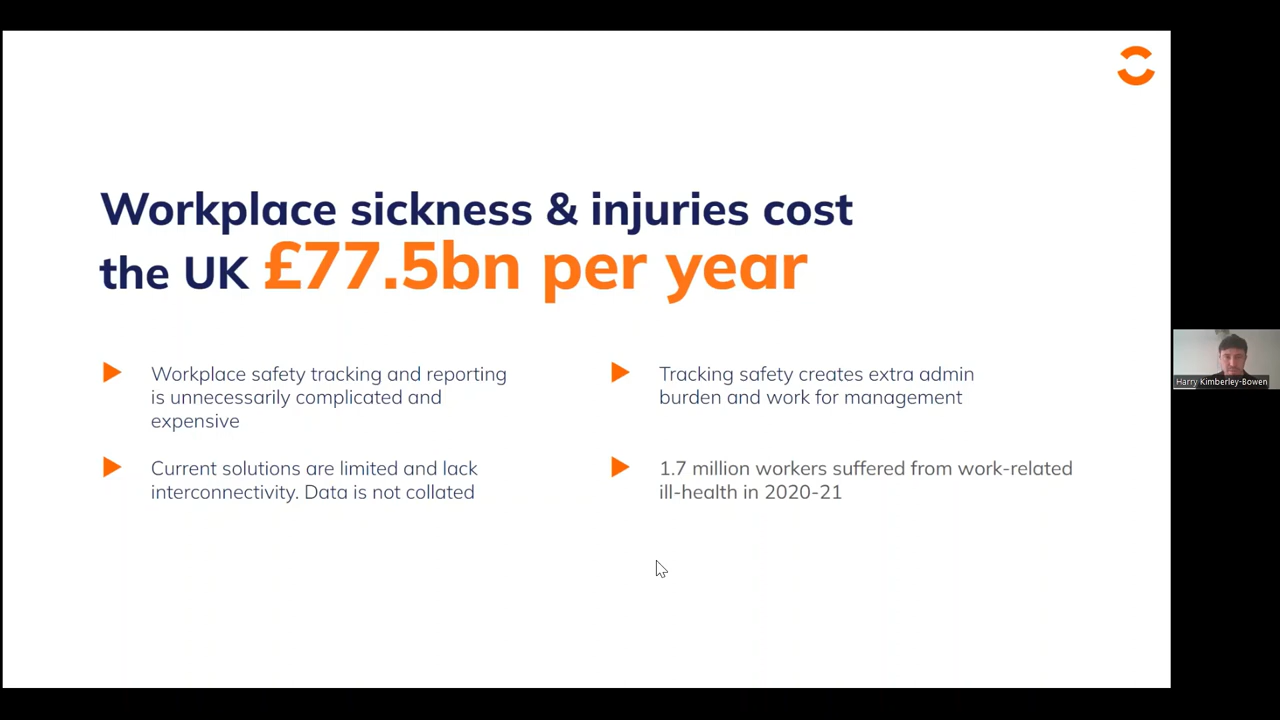 Workplace sickness & injuries cost
the UK £77.5bn per year
Workplace safety tracking and reporting
is unnecessarily complicated and
expensive
Current solutions are limited and lack
interconnectivity. Data is not collated
Tracking safety creates extra admin
burden and work for management
1.7 million workers suffered from work-related
ill-health in 2020-21
Harry Kimberley-Bowen